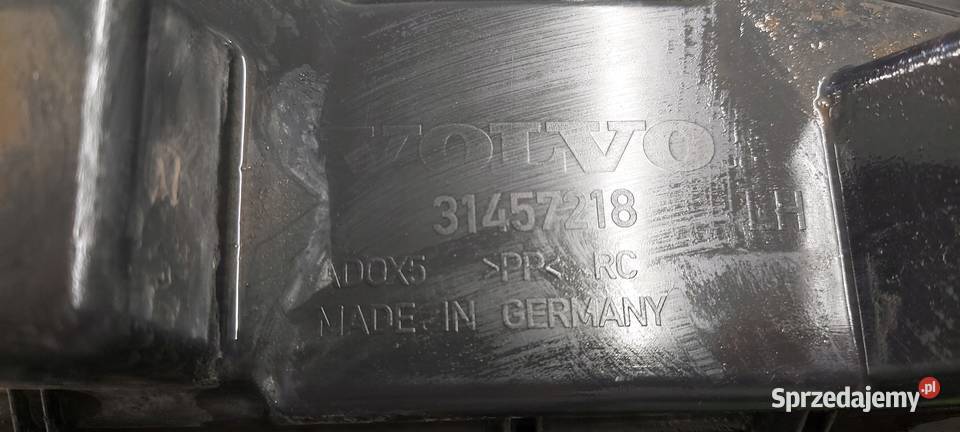 VOLVO
31457218 LH
ADOX5 >PP< RC
MADE IN GERMANY
Sprzedajemy.pl